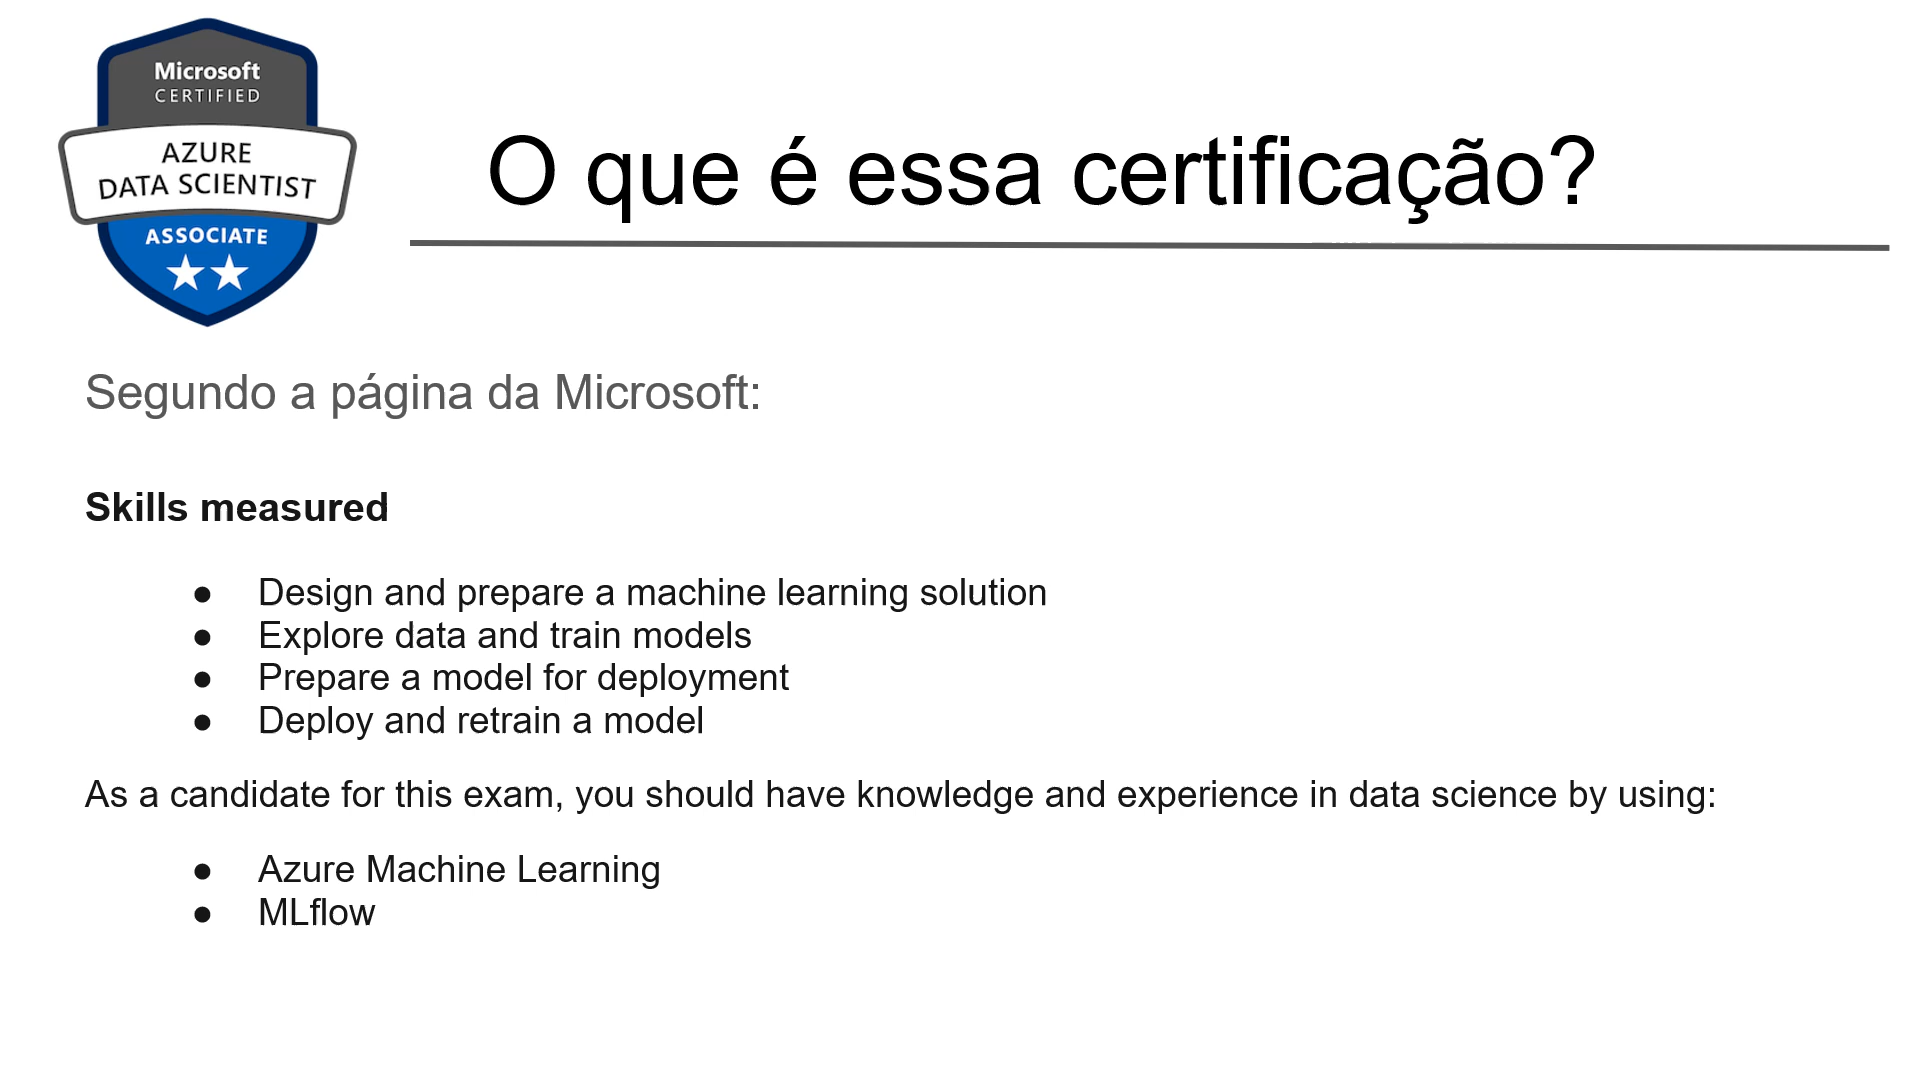 Microsoft
CERTIFIED
AZURE
DATA SCIENTIST
ASSOCIATE
O que é essa certificação?
Segundo a página da Microsoft:
Skills measured
● Design and prepare a machine learning solution
● Explore data and train models
● Prepare a model for deployment
● Deploy and retrain a model
As a candidate for this exam, you should have knowledge and experience in data science by using:
● Azure Machine Learning
● MLflow